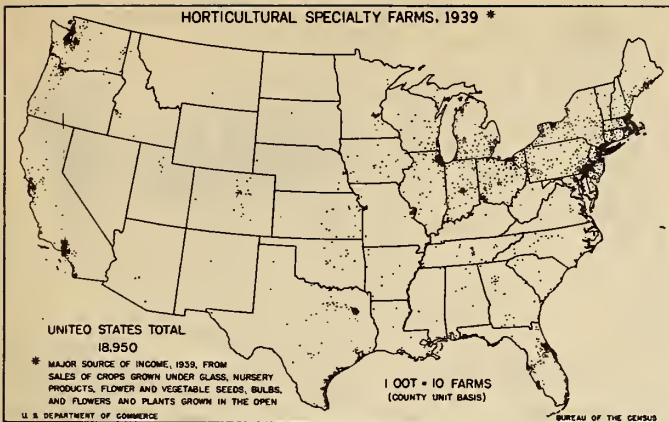 HORTICULTURAL SPECIALTY FARMS, 1939 *
UNITED STATES TOTAL
18,950
* MAJOR SOURCE OF INCOME, 1939, FROM
SALES OF CROPS GROWN UNDER GLASS, NURSERY
PRODUCTS, FLOWER AND VEGETABLE SEEDS, BULBS,
AND FLOWERS AND PLANTS GROWN IN THE OPEN
1 DOT = 10 FARMS
(COUNTY UNIT BASIS)
U. S. DEPARTMENT OF COMMERCE
BUREAU OF THE CENSUS